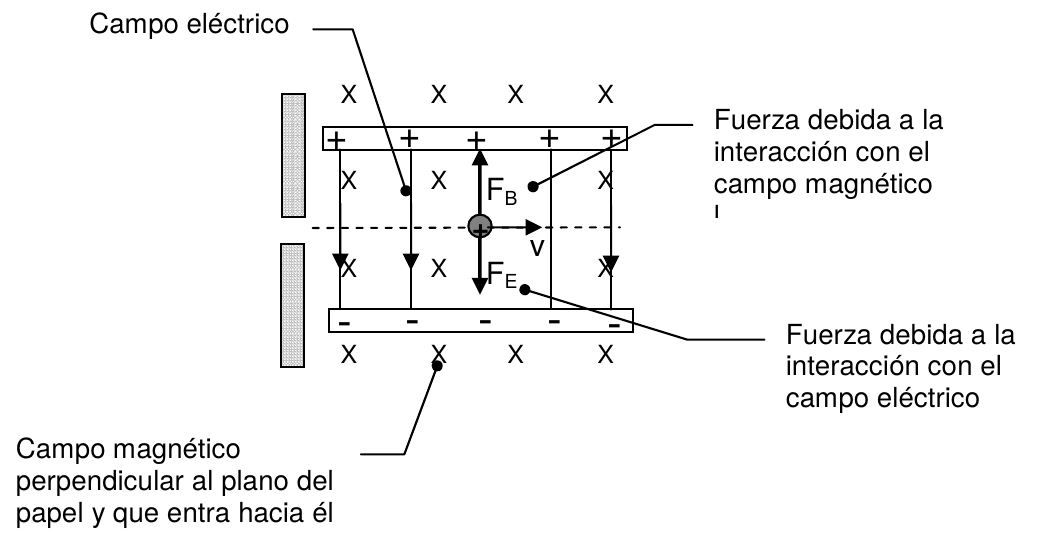 Campo eléctrico
X X X X
+ + + + +
Fuerza debida a la
interacción con el
campo magnético
X X X
F_B
+
v
X X X
F_E
- - - - -
Fuerza debida a la
interacción con el
campo eléctrico
X X X X
Campo magnético
perpendicular al plano del
papel y que entra hacia él